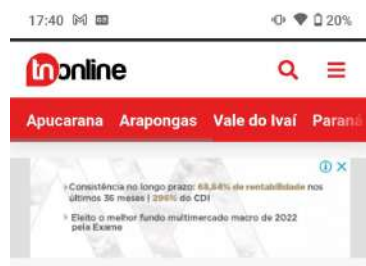 17:40 20%
tnonline
Apucarana Arapongas Vale do Ivaí Paraná
Consistência no longo prazo: 68,84% de rentabilidade nos
últimos 36 meses | 296% do CDI
Eleito o melhor fundo multimercado macro de 2022
pela Exame